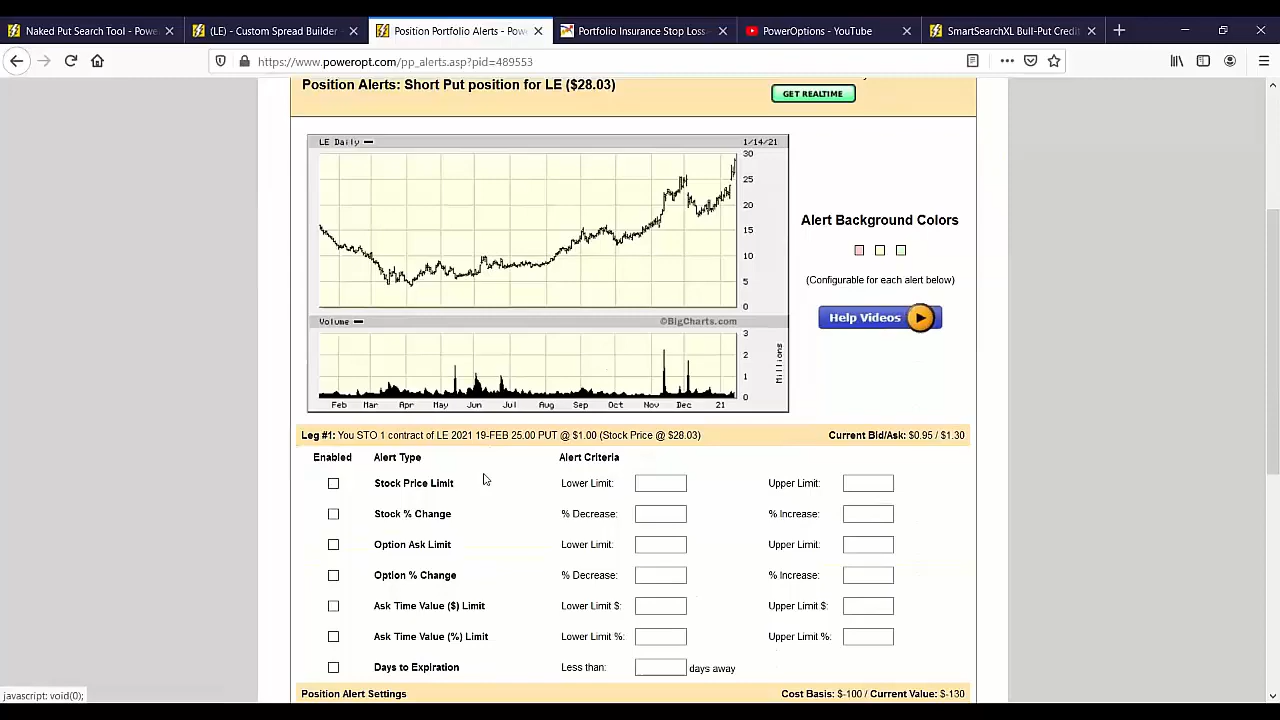 Naked Put Search Tool - Powe
(LE) - Custom Spread Builder -
Position Portfolio Alerts - Powe
Portfolio Insurance Stop Loss
PowerOptions - YouTube
SmartSearchXL Bull-Put Credi
https://www.poweropt.com/pp_alerts.asp?pid=489553
Position Alerts: Short Put position for LE ($28.03)
GET REALTIME
LE Daily
1/14/21
30
25
20
15
10
5
0
Volume
©BigCharts.com
3
2
1
0
Millions
Feb Mar Apr May Jun Jul Aug Sep Oct Nov Dec 21
Alert Background Colors
(Configurable for each alert below)
Help Videos
Leg #1: You STO 1 contract of LE 2021 19-FEB 25.00 PUT @ $1.00 (Stock Price @ $28.03) Current Bid/Ask: $0.95 / $1.30
Enabled Alert Type Alert Criteria
Stock Price Limit Lower Limit: Upper Limit:
Stock % Change % Decrease: % Increase:
Option Ask Limit Lower Limit: Upper Limit:
Option % Change % Decrease: % Increase:
Ask Time Value ($) Limit Lower Limit $: Upper Limit $:
Ask Time Value (%) Limit Lower Limit %: Upper Limit %:
Days to Expiration Less than: days away
Position Alert Settings Cost Basis: $-100 / Current Value: $-130
javascript: void(0);